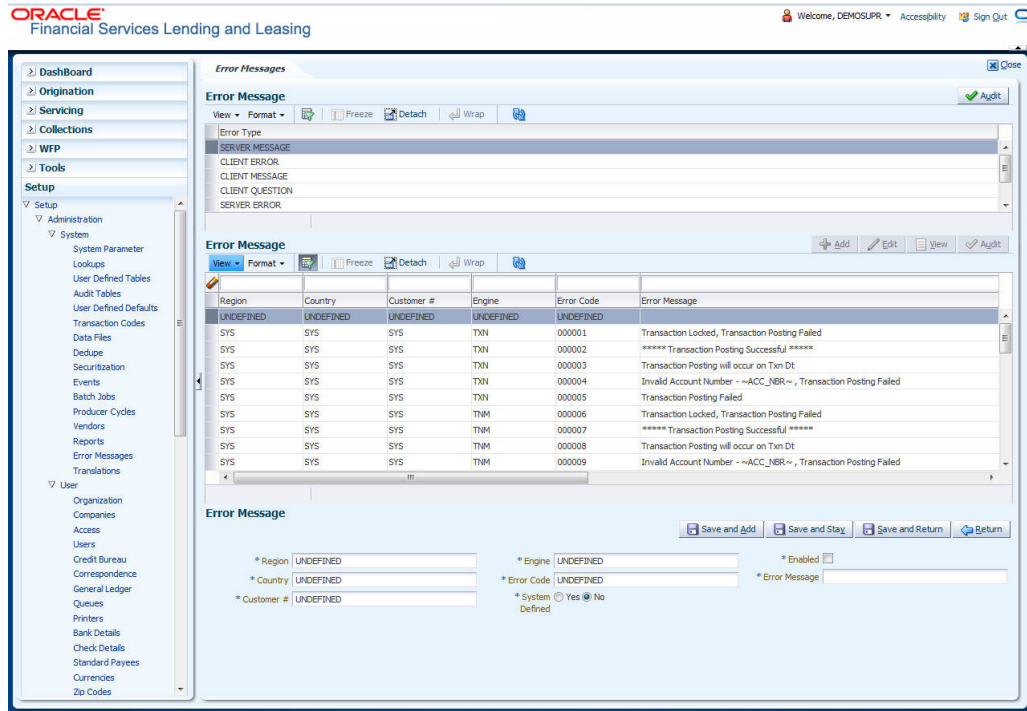 ORACLE
Financial Services Lending and Leasing
Welcome, DEMOSUPR Accessibility Sign Out
DashBoard
Origination
Servicing
Collections
WFP
Tools
Setup
Setup
Administration
System
System Parameter
Lookups
User Defined Tables
Audit Tables
User Defined Defaults
Transaction Codes
Data Files
Dedupe
Securitization
Events
Batch Jobs
Producer Cycles
Vendors
Reports
Error Messages
Translations
User
Organization
Companies
Access
Users
Credit Bureau
Correspondence
General Ledger
Queues
Printers
Bank Details
Check Details
Standard Payees
Currencies
Zip Codes
Error Messages Close
Error Message Audit
View Format Freeze Detach Wrap
Error Type
SERVER MESSAGE
CLIENT ERROR
CLIENT MESSAGE
CLIENT QUESTION
SERVER ERROR
Error Message Add Edit View Audit
View Format Freeze Detach Wrap
Region Country Customer # Engine Error Code Error Message
UNDEFINED UNDEFINED UNDEFINED UNDEFINED UNDEFINED
SYS SYS SYS TXN 000001 Transaction Locked, Transaction Posting Failed
SYS SYS SYS TXN 000002 ***** Transaction Posting Successful *****
SYS SYS SYS TXN 000003 Transaction Posting will occur on Txn Dt
SYS SYS SYS TXN 000004 Invalid Account Number - ~ACC_NBR~ , Transaction Posting Failed
SYS SYS SYS TXN 000005 Transaction Posting Failed
SYS SYS SYS TNM 000006 Transaction Locked, Transaction Posting Failed
SYS SYS SYS TNM 000007 ***** Transaction Posting Successful *****
SYS SYS SYS TNM 000008 Transaction Posting will occur on Txn Dt
SYS SYS SYS TNM 000009 Invalid Account Number - ~ACC_NBR~ , Transaction Posting Failed
Error Message
Save and Add Save and Stay Save and Return Return
* Region UNDEFINED * Engine UNDEFINED * Enabled
* Country UNDEFINED * Error Code UNDEFINED * Error Message
* Customer # UNDEFINED * System Defined Yes No